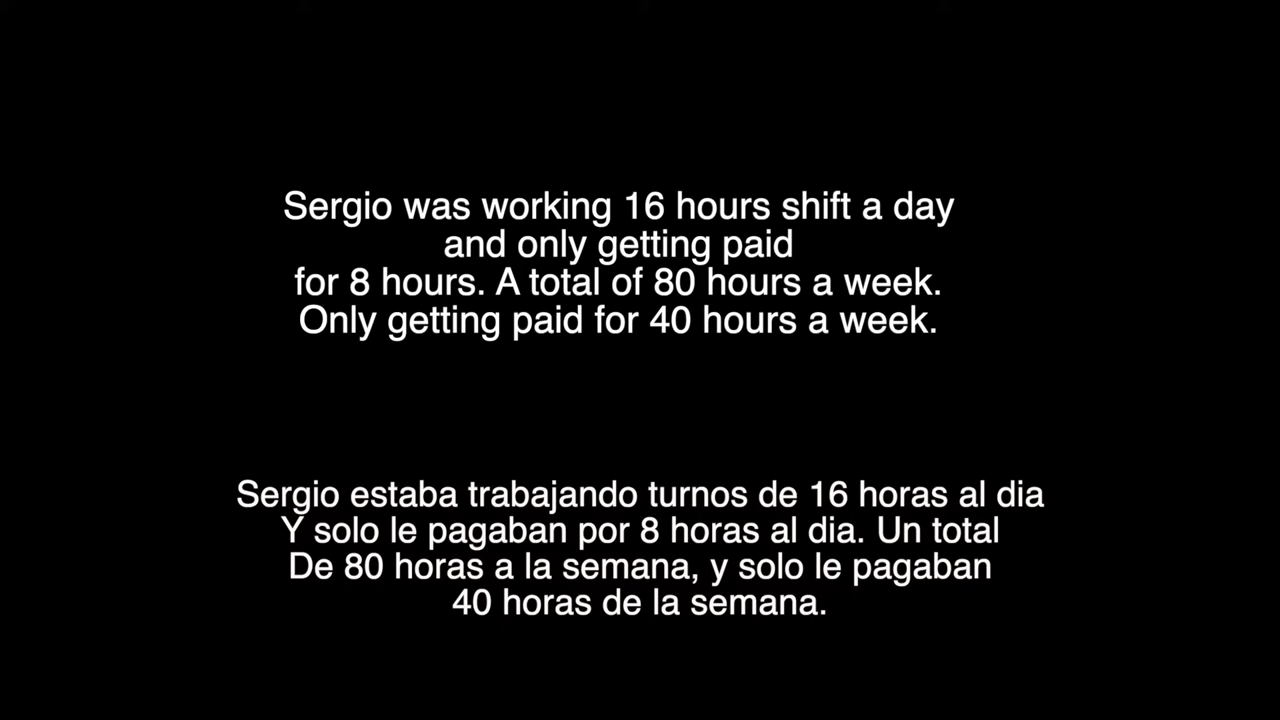 Sergio was working 16 hours shift a day
and only getting paid
for 8 hours. A total of 80 hours a week.
Only getting paid for 40 hours a week.
Sergio estaba trabajando turnos de 16 horas al dia
Y solo le pagaban por 8 horas al dia. Un total
De 80 horas a la semana, y solo le pagaban
40 horas de la semana.